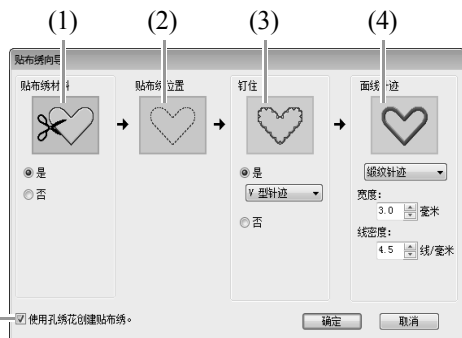 (1) (2) (3) (4)
贴布绣向导
贴布绣材料 贴布绣位置 钉住 面线针迹
是 是 缎纹针迹
否 V 型针迹 宽度:
3.0 毫米
否 线密度:
4.5 线/毫米
使用孔绣花创建贴布绣。 确定 取消